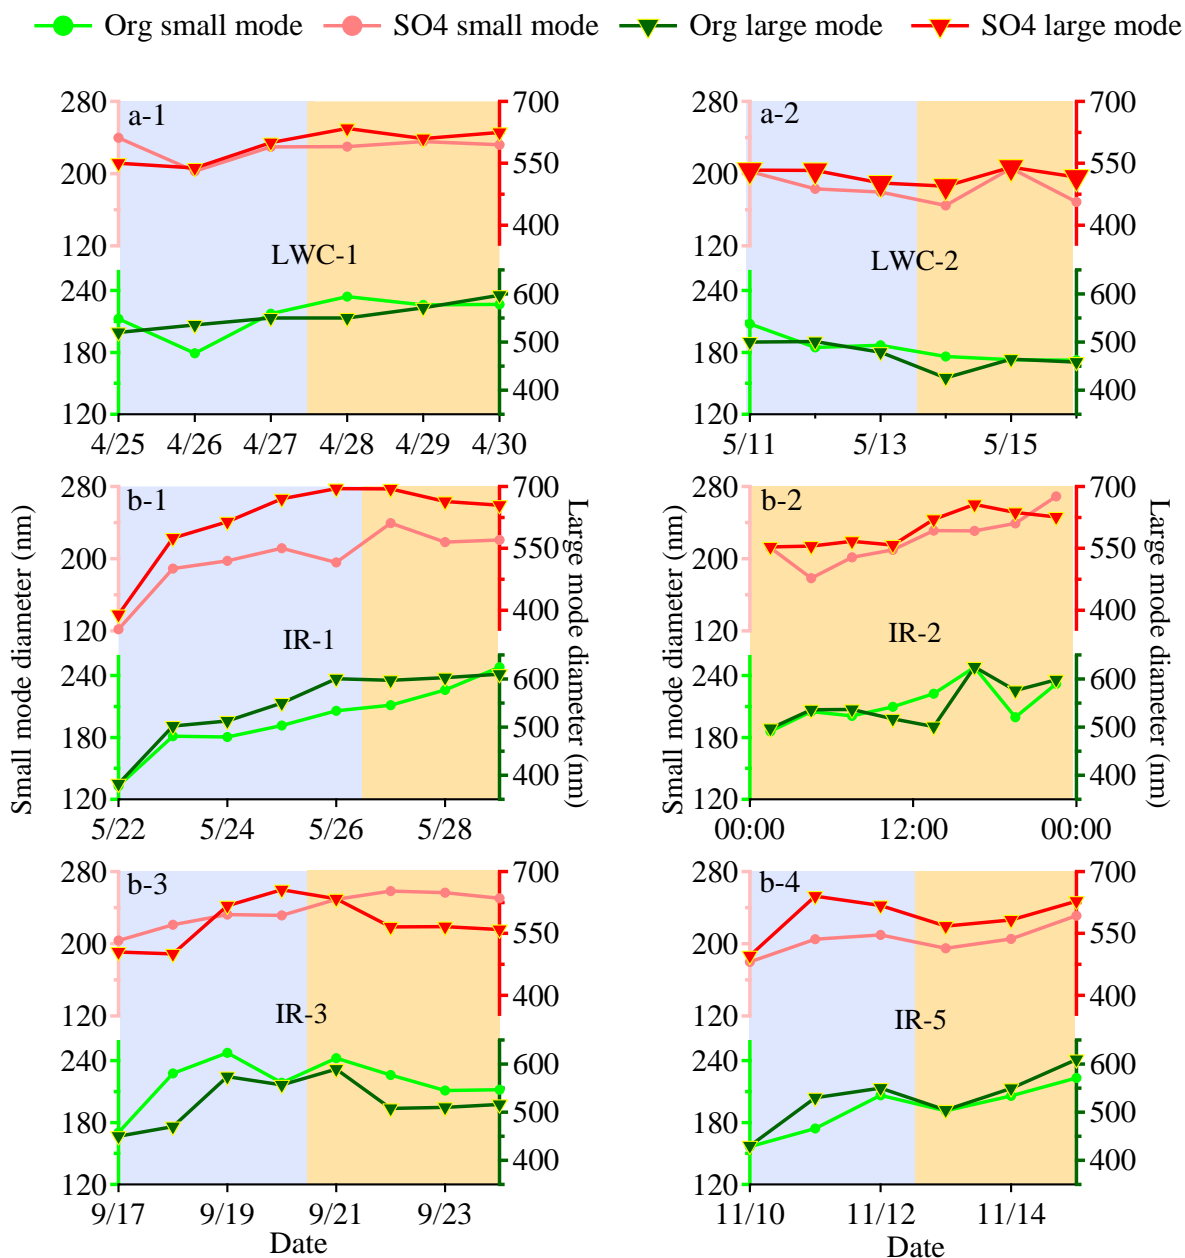 Org small mode SO4 small mode Org large mode SO4 large mode
a-1
280
200
120
700
550
400
LWC-1
240
180
120
600
500
400
4/25 4/26 4/27 4/28 4/29 4/30
a-2
280
200
120
700
550
400
LWC-2
240
180
120
600
500
400
5/11 5/13 5/15
Small mode diameter (nm)
b-1
280
200
120
700
550
400
IR-1
240
180
120
600
500
400
5/22 5/24 5/26 5/28
Large mode diameter (nm)
Small mode diameter (nm)
b-2
280
200
120
700
550
400
IR-2
240
180
120
600
500
400
00:00 12:00 00:00
Large mode diameter (nm)
b-3
280
200
120
700
550
400
IR-3
240
180
120
600
500
400
9/17 9/19 9/21 9/23
Date
b-4
280
200
120
700
550
400
IR-5
240
180
120
600
500
400
11/10 11/12 11/14
Date